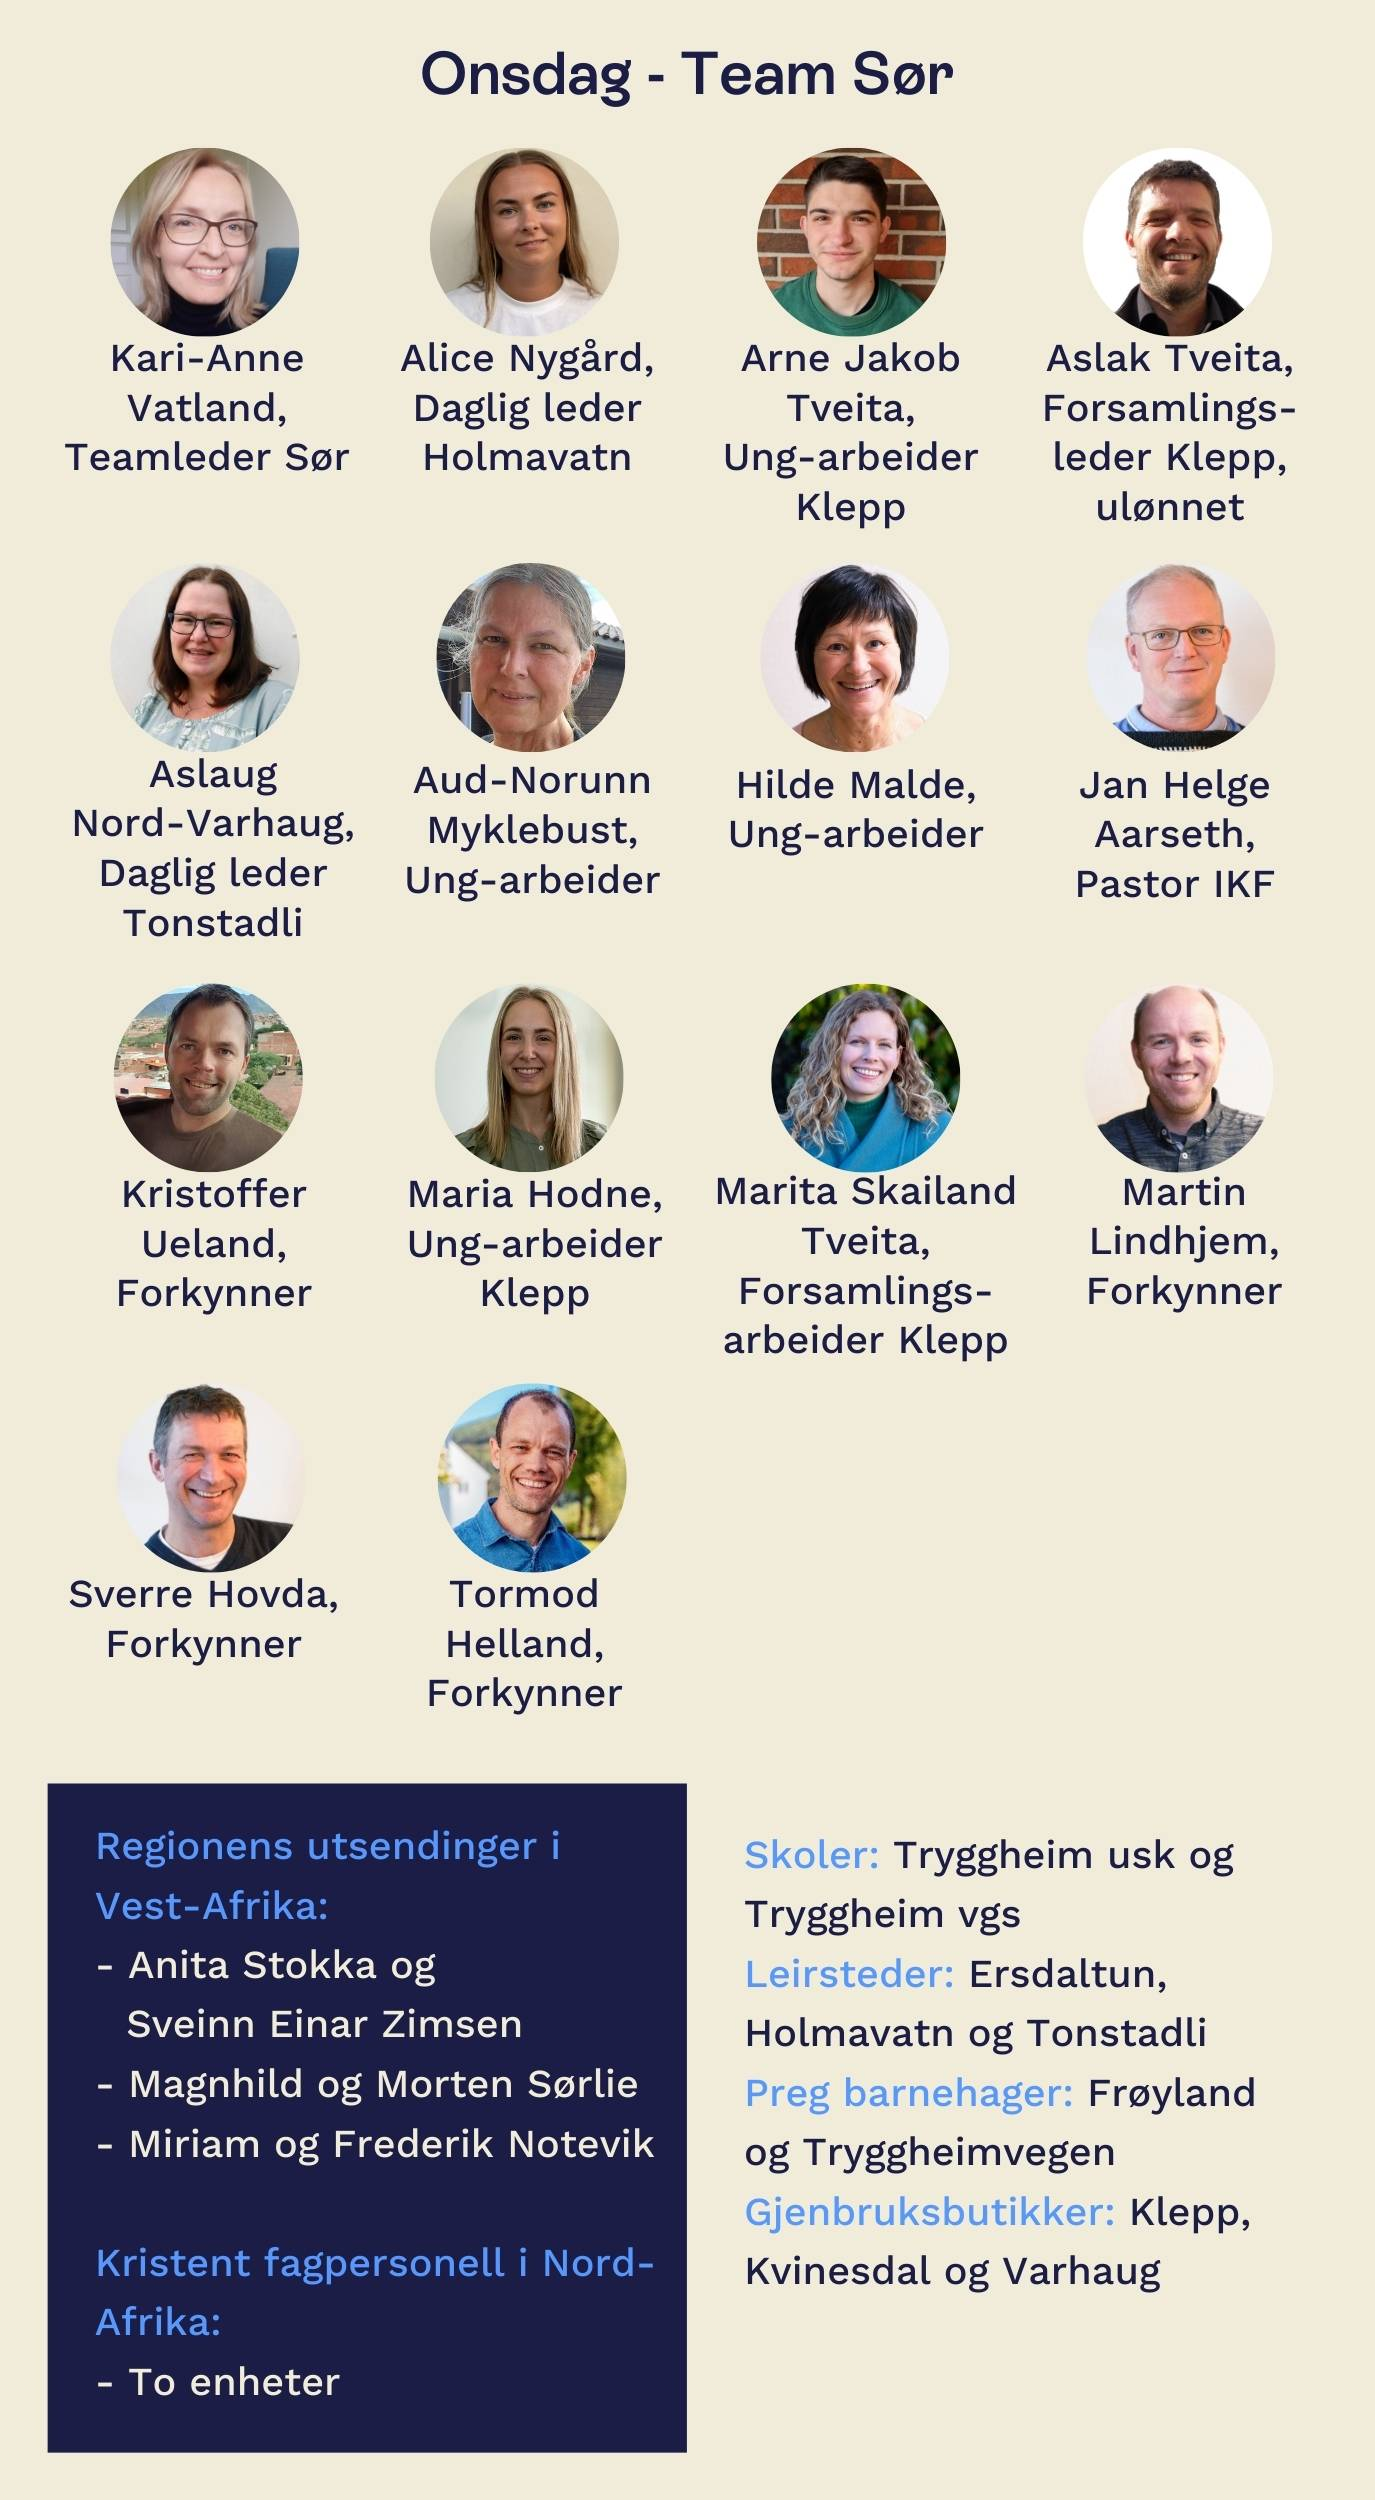 Onsdag - Team Sør
Kari-Anne
Vatland,
Teamleder Sør
Alice Nygård,
Daglig leder
Holmavatn
Arne Jakob
Tveita,
Ung-arbeider
Klepp
Aslak Tveita,
Forsamlings-
leder Klepp,
ulønnet
Aslaug
Nord-Varhaug,
Daglig leder
Tonstadli
Aud-Norunn
Myklebust,
Ung-arbeider
Hilde Malde,
Ung-arbeider
Jan Helge
Aarseth,
Pastor IKF
Kristoffer
Ueland,
Forkynner
Maria Hodne,
Ung-arbeider
Klepp
Marita Skailand
Tveita,
Forsamlings-
arbeider Klepp
Martin
Lindhjem,
Forkynner
Sverre Hovda,
Forkynner
Tormod
Helland,
Forkynner
Regionens utsendinger i
Vest-Afrika:
- Anita Stokka og
Sveinn Einar Zimsen
- Magnhild og Morten Sørlie
- Miriam og Frederik Notevik
Kristent fagpersonell i Nord-
Afrika:
- To enheter
Skoler: Tryggheim usk og
Tryggheim vgs
Leirsteder: Ersdaltun,
Holmavatn og Tonstadli
Preg barnehager: Frøyland
og Tryggheimvegen
Gjenbruksbutikker: Klepp,
Kvinesdal og Varhaug